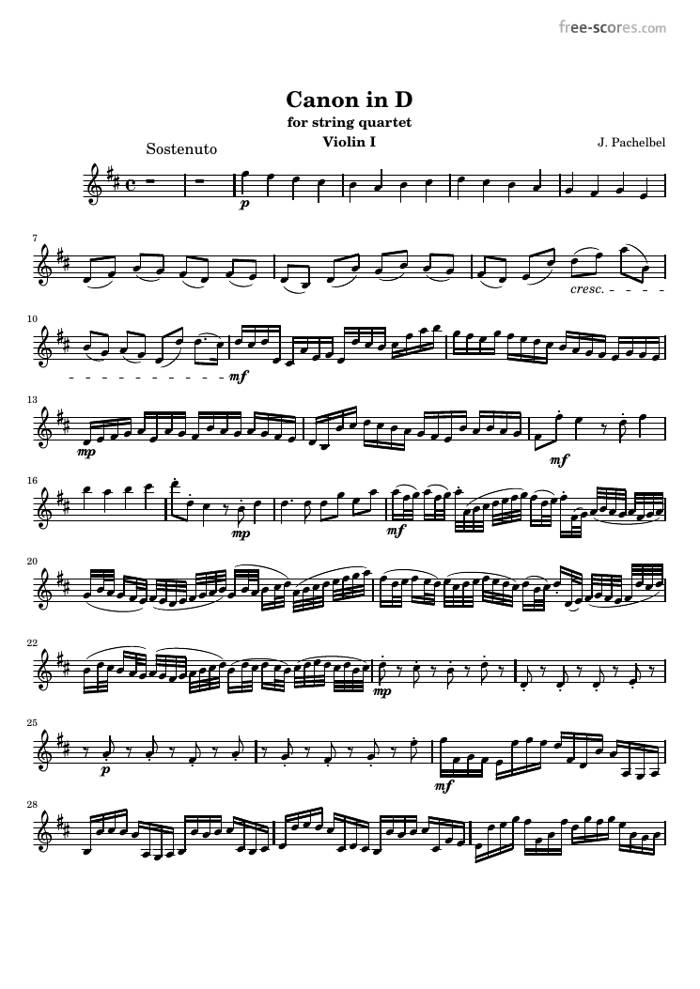 free-scores.com
Canon in D
for string quartet
Violin I
J. Pachelbel
Sostenuto
p
7
cresc.
10
mf
13
mp
mf
16
mp
mf
20
22
mp
25
p
mf
28